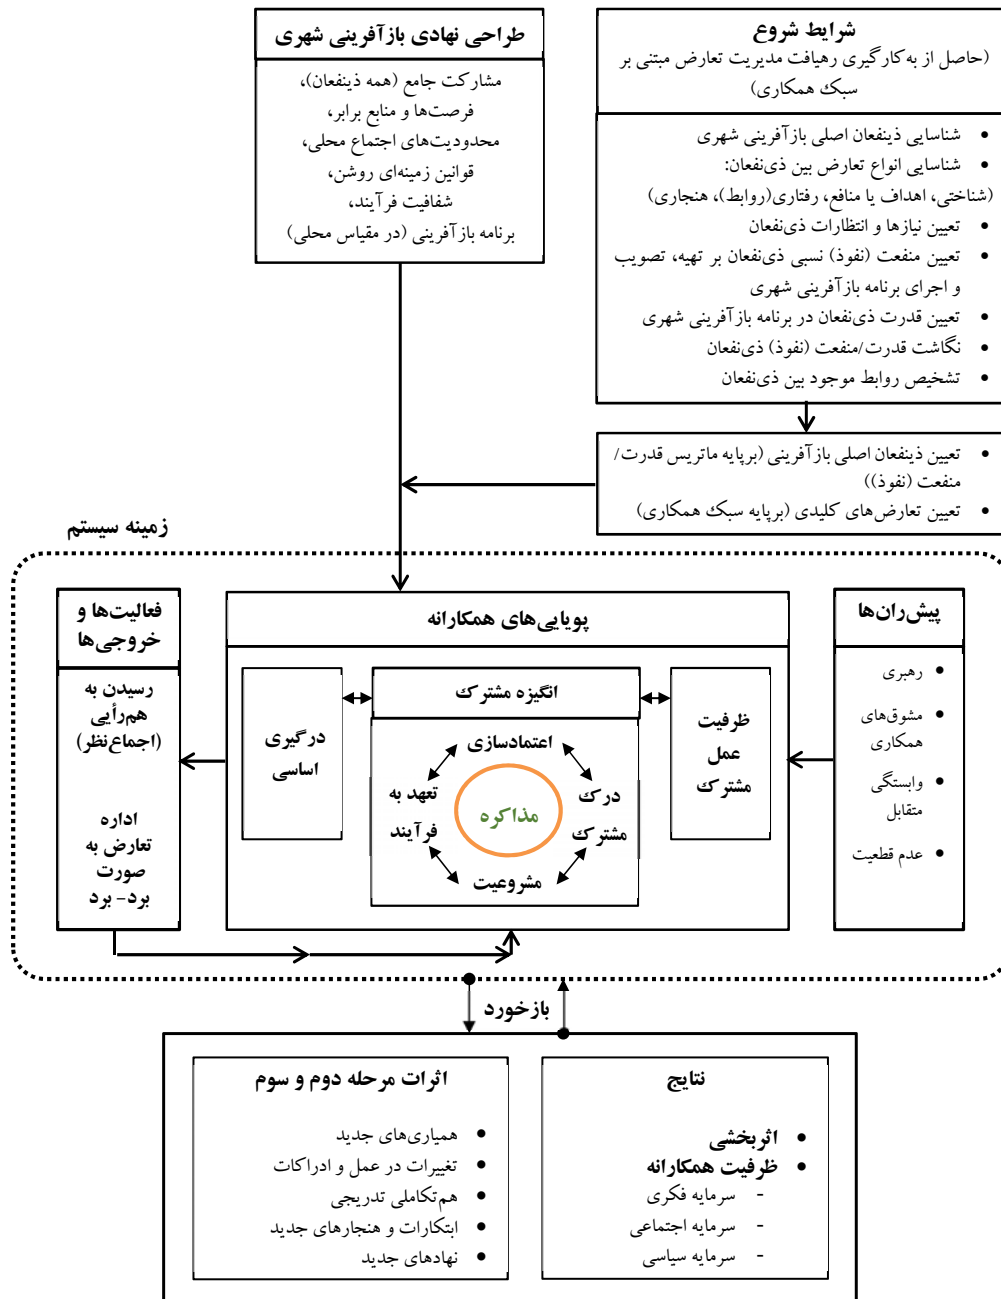 شرایط شروع
(حاصل از به‌کارگیری رهیافت مدیریت تعارض مبتنی بر
سبک همکاری)
• شناسایی ذینفعان اصلی بازآفرینی شهری
• شناسایی انواع تعارض بین ذی‌نفعان:
(شناختی، اهداف یا منافع، رفتاری(روابط)، هنجاری)
• تعیین نیازها و انتظارات ذی‌نفعان
• تعیین منفعت (نفوذ) نسبی ذی‌نفعان بر تهیه، تصویب
و اجرای برنامه بازآفرینی شهری
• تعیین قدرت ذی‌نفعان در برنامه بازآفرینی شهری
• نگاشت قدرت/منفعت (نفوذ) ذی‌نفعان
• تشخیص روابط موجود بین ذی‌نفعان
طراحی نهادی بازآفرینی شهری
مشارکت جامع (همه ذینفعان)،
فرصت‌ها و منابع برابر،
محدودیت‌های اجتماع محلی،
قوانین زمینه‌ای روشن،
شفافیت فرآیند،
برنامه بازآفرینی (در مقیاس محلی)
• تعیین ذینفعان اصلی بازآفرینی (برپایه ماتریس قدرت/
منفعت (نفوذ))
• تعیین تعارض‌های کلیدی (برپایه سبک همکاری)
زمینه سیستم
پیش‌ران‌ها
• رهبری
• مشوق‌های
همکاری
• وابستگی
متقابل
• عدم قطعیت
پویایی‌های همکارانه
ظرفیت
عمل
مشترک
انگیزه مشترک
اعتمادسازی
درک
مشترک
مذاکره
تعهد به
فرآیند
مشروعیت
درگیری
اساسی
فعالیت‌ها و
خروجی‌ها
رسیدن به
هم‌رأیی
(اجماع‌نظر)
اداره
تعارض به
صورت
برد- برد
بازخورد
نتایج
• اثربخشی
• ظرفیت همکارانه
- سرمایه فکری
- سرمایه اجتماعی
- سرمایه سیاسی
اثرات مرحله دوم و سوم
• همیاری‌های جدید
• تغییرات در عمل و ادراکات
• هم‌تکاملی تدریجی
• ابتکارات و هنجارهای جدید
• نهادهای جدید